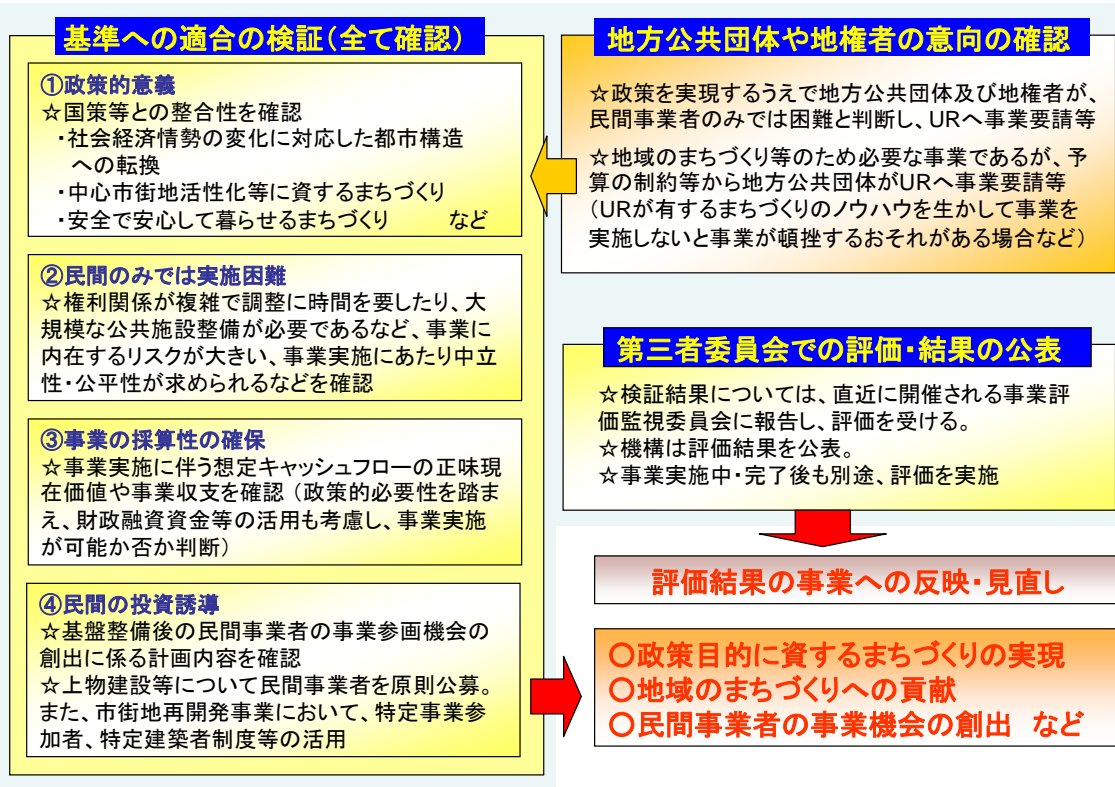 基準への適合の検証(全て確認)
①政策的意義
☆国策等との整合性を確認
・社会経済情勢の変化に対応した都市構造
への転換
・中心市街地活性化等に資するまちづくり
・安全で安心して暮らせるまちづくり　　など
②民間のみでは実施困難
☆権利関係が複雑で調整に時間を要したり、大
規模な公共施設整備が必要であるなど、事業に
内在するリスクが大きい、事業実施にあたり中立
性・公平性が求められるなどを確認
③事業の採算性の確保
☆事業実施に伴う想定キャッシュフローの正味現
在価値や事業収支を確認（政策的必要性を踏ま
え、財政融資資金等の活用も考慮し、事業実施
が可能か否か判断）
④民間の投資誘導
☆基盤整備後の民間事業者の事業参画機会の
創出に係る計画内容を確認
☆上物建設等について民間事業者を原則公募。
また、市街地再開発事業において、特定事業参
加者、特定建築者制度等の活用
地方公共団体や地権者の意向の確認
☆政策を実現するうえで地方公共団体及び地権者が、
民間事業者のみでは困難と判断し、URへ事業要請等
☆地域のまちづくり等のため必要な事業であるが、予
算の制約等から地方公共団体がURへ事業要請等
（URが有するまちづくりのノウハウを生かして事業を
実施しないと事業が頓挫するおそれがある場合など）
第三者委員会での評価・結果の公表
☆検証結果については、直近に開催される事業評
価監視委員会に報告し、評価を受ける。
☆機構は評価結果を公表。
☆事業実施中・完了後も別途、評価を実施
評価結果の事業への反映・見直し
〇政策目的に資するまちづくりの実現
〇地域のまちづくりへの貢献
〇民間事業者の事業機会の創出　など